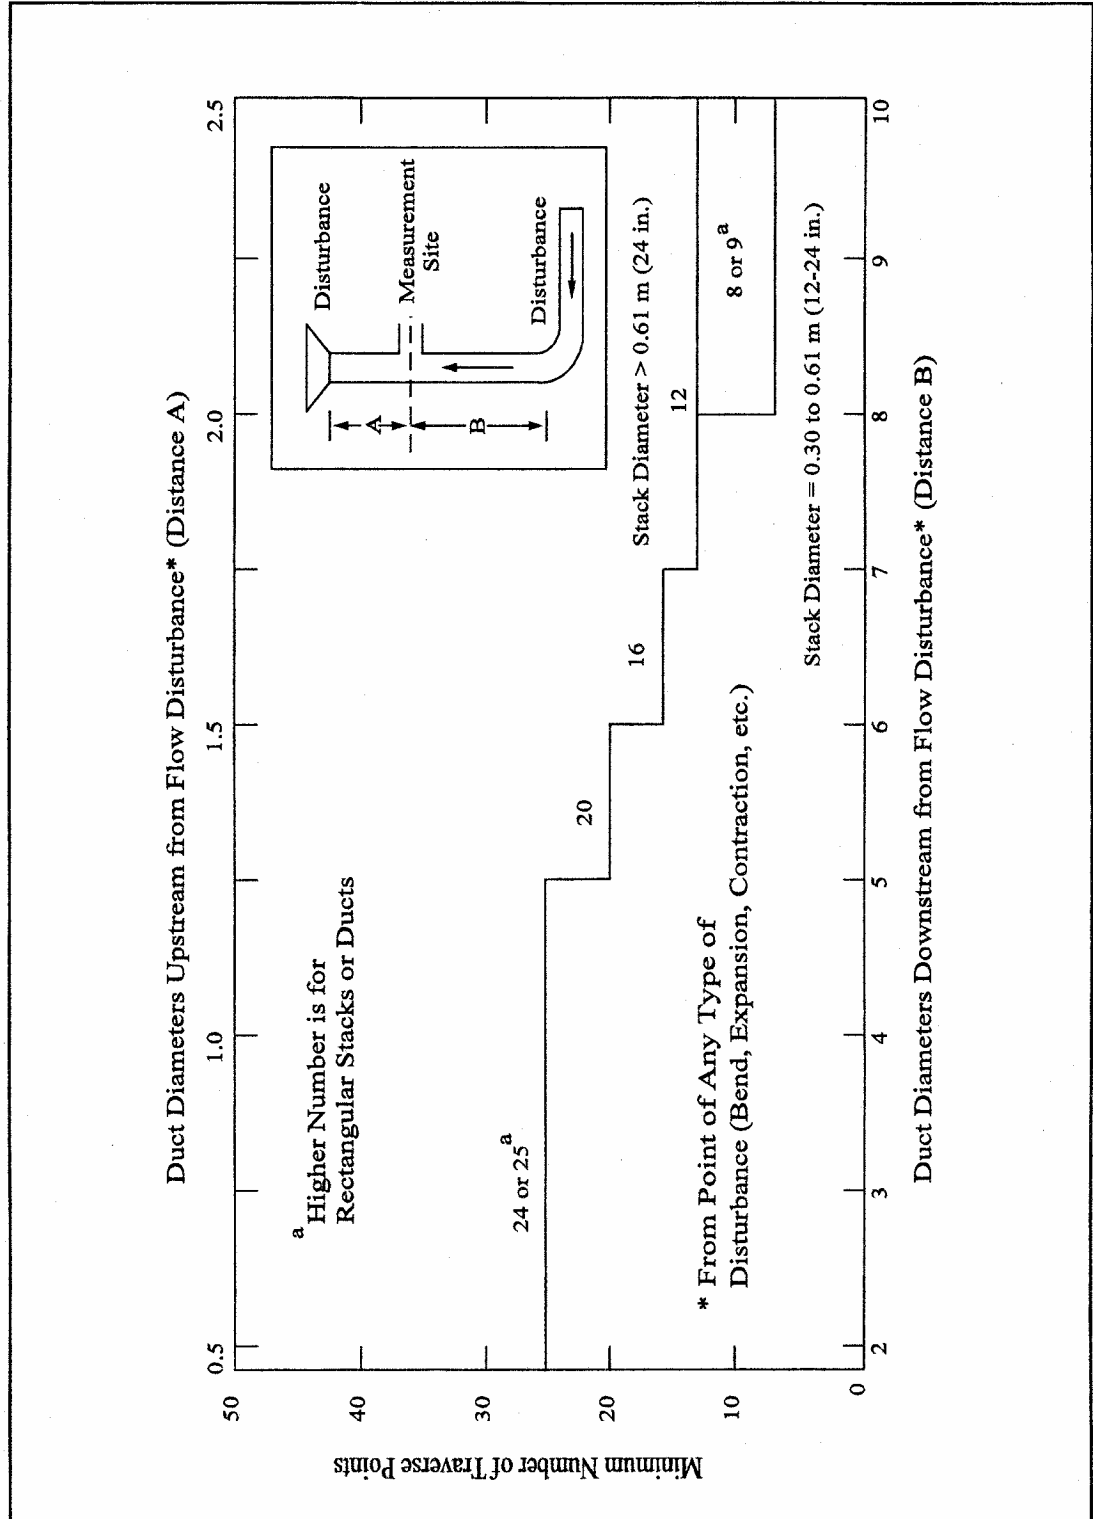 Duct Diameters Upstream from Flow Disturbance* (Distance A)
0.5
1.0
1.5
2.0
2.5
50
40
30
20
10
0
Minimum Number of Traverse Points
a Higher Number is for
Rectangular Stacks or Ducts
Disturbance
A
Measurement
Site
B
Disturbance
24 or 25 a
20
16
Stack Diameter > 0.61 m (24 in.)
12
8 or 9 a
* From Point of Any Type of
Disturbance (Bend, Expansion, Contraction, etc.)
Stack Diameter = 0.30 to 0.61 m (12-24 in.)
2
3
4
5
6
7
8
9
10
Duct Diameters Downstream from Flow Disturbance* (Distance B)